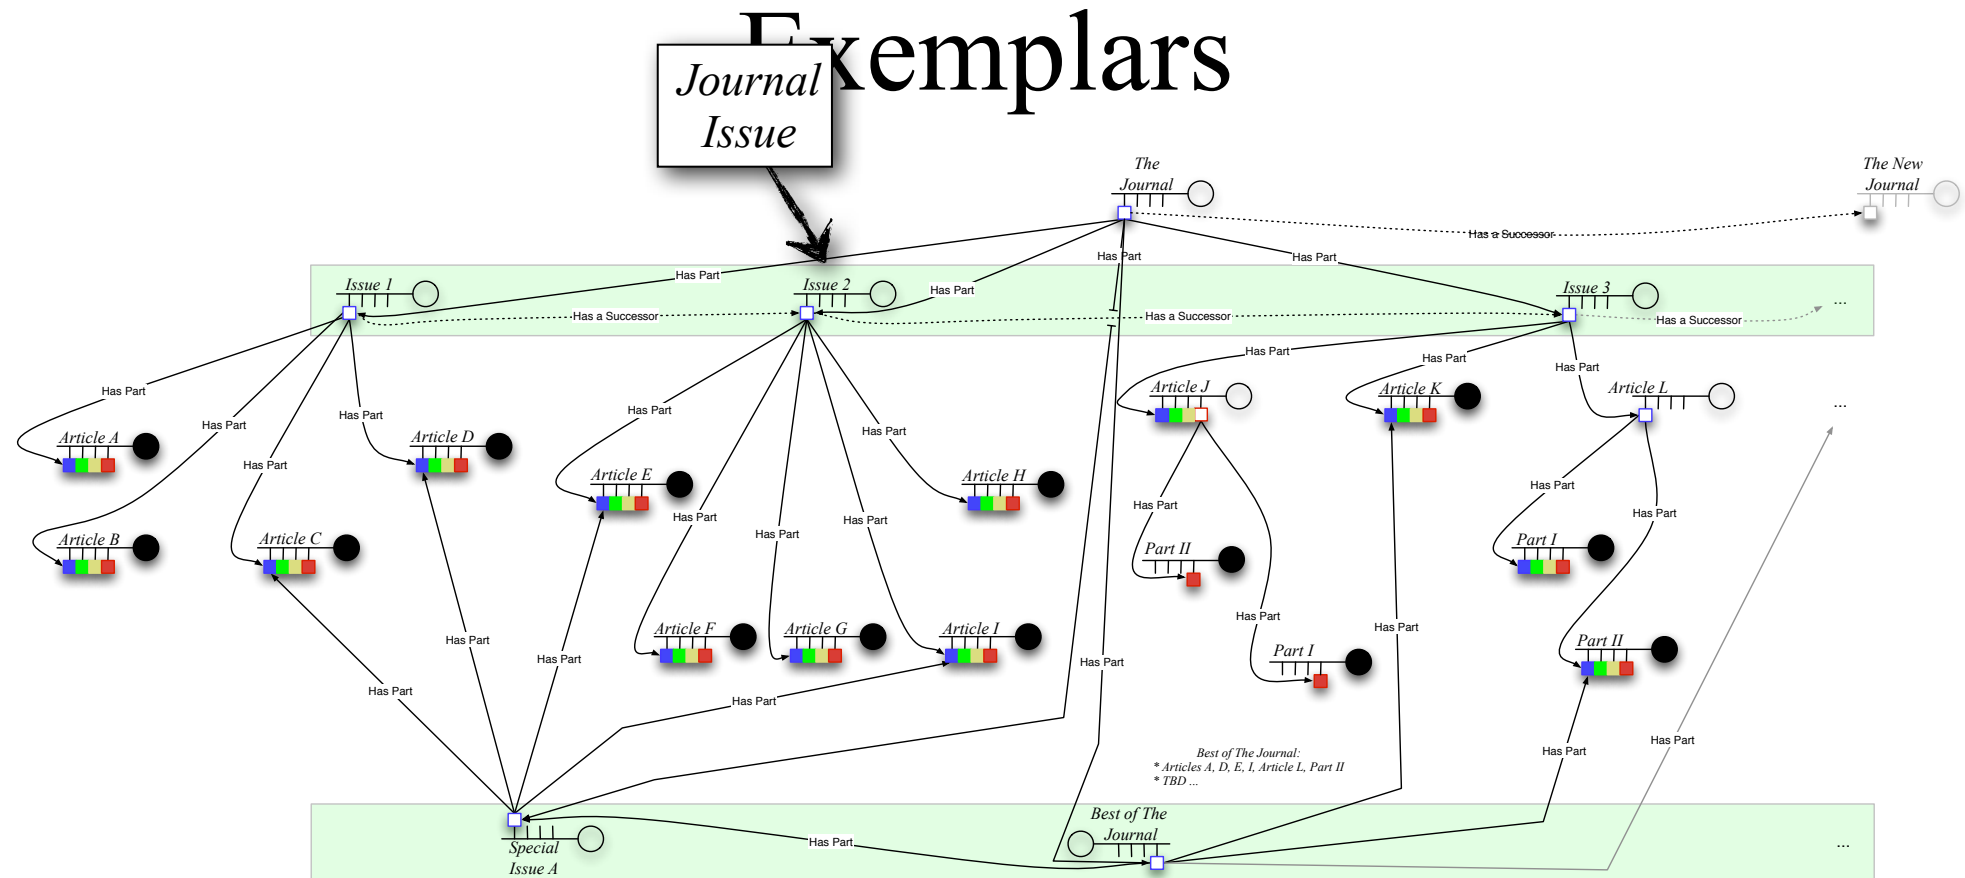 Exemplars
Journal
Issue
The
Journal
The New
Journal
Has a Successor
Has Part
Has Part
Has Part
Has Part
Issue 1
Issue 2
Issue 3
...
Has a Successor
Has a Successor
Has a Successor
Has Part
Has Part
Has Part
Has Part
Has Part
Has Part
Has Part
Has Part
Has Part
Has Part
Has Part
Has Part
Article J
Article K
Article L
...
Article A
Article D
Article E
Article H
Has Part
Has Part
Has Part
Has Part
Article B
Article C
Part II
Part I
Article F
Article G
Article I
Has Part
Part I
Part II
Has Part
Has Part
Has Part
Has Part
Has Part
Has Part
Has Part
Has Part
Best of The Journal:
* Articles A, D, E, I, Article L, Part II
* TBD ...
Best of The
Journal
Has Part
Special
Issue A
...